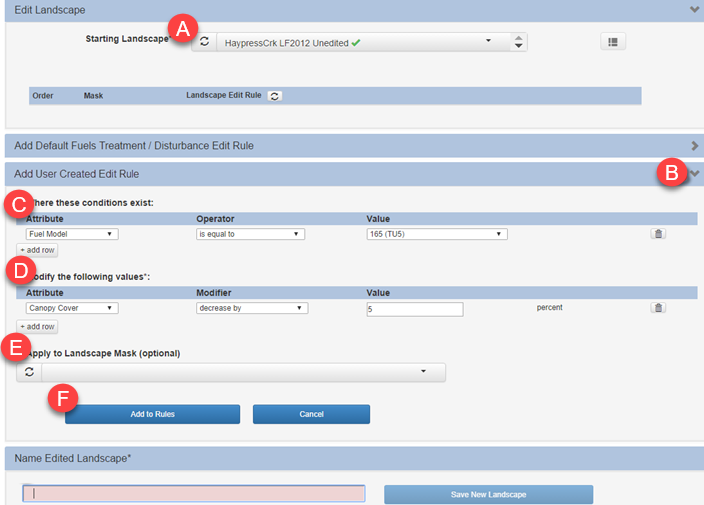 Edit Landscape
A
Starting Landscape*
HaypressCrk LF2012 Unedited
Order Mask Landscape Edit Rule
Add Default Fuels Treatment / Disturbance Edit Rule
Add User Created Edit Rule
B
C
here these conditions exist:
Attribute Operator Value
Fuel Model is equal to 165 (TU5)
+ add row
D
odify the following values*:
Attribute Modifier Value
Canopy Cover decrease by 5 percent
+ add row
E
Apply to Landscape Mask (optional)
F
Add to Rules Cancel
Name Edited Landscape*
Save New Landscape